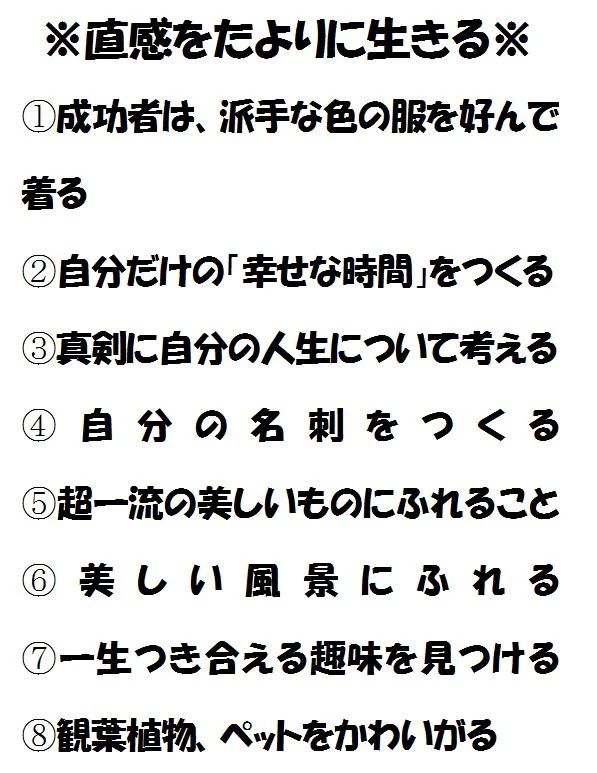 ※直感をたよりに生きる※
①成功者は、派手な色の服を好んで
着る
②自分だけの「幸せな時間」をつくる
③真剣に自分の人生について考える
④自分の名刺をつくる
⑤超一流の美しいものにふれること
⑥美しい風景にふれる
⑦一生つき合える趣味を見つける
⑧観葉植物、ペットをかわいがる